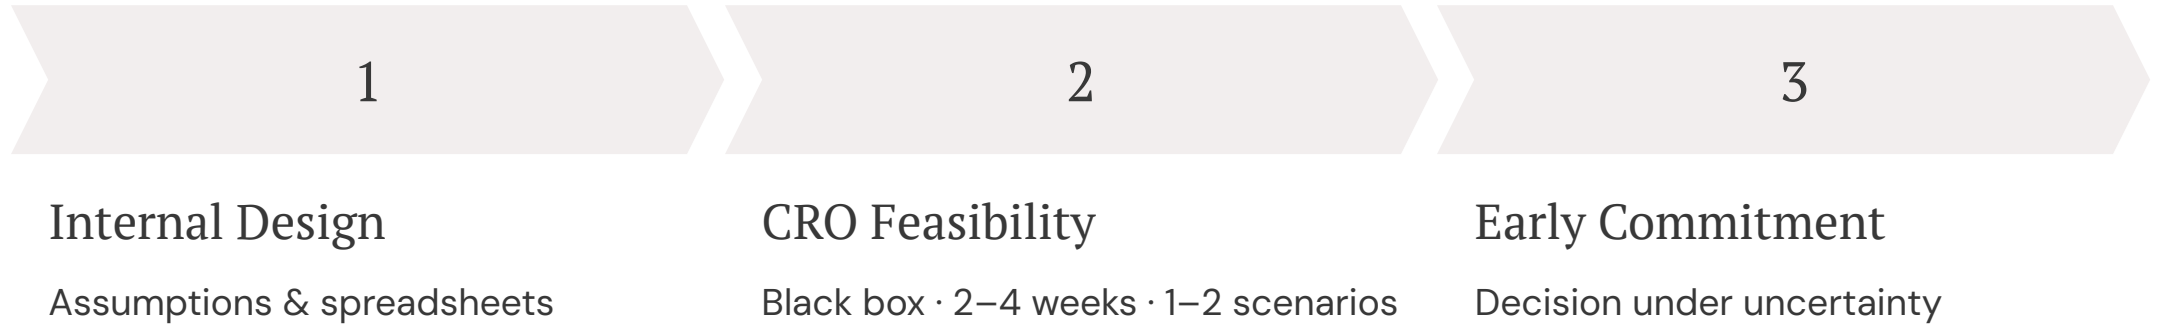 1
2
3
Internal Design
Assumptions & spreadsheets
CRO Feasibility
Black box · 2–4 weeks · 1–2 scenarios
Early Commitment
Decision under uncertainty